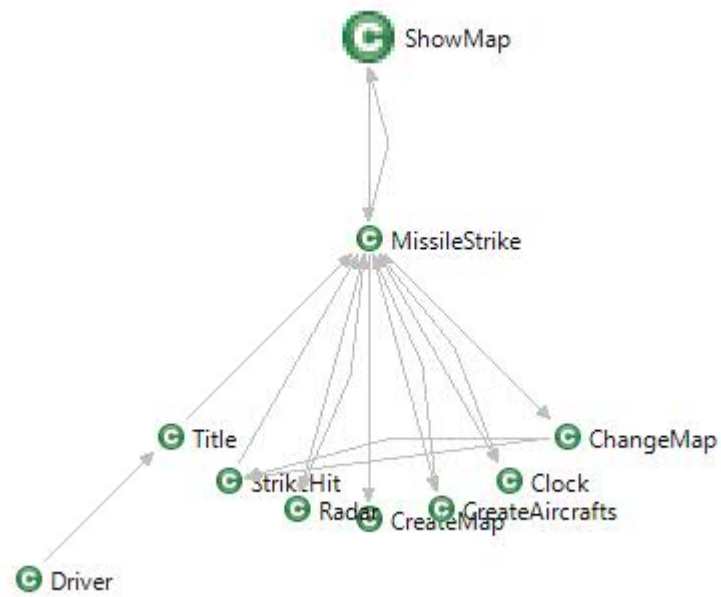 ShowMap
MissileStrike
Title
ChangeMap
StrikeHit
Clock
Radar
CreateMap
CreateAircrafts
Driver